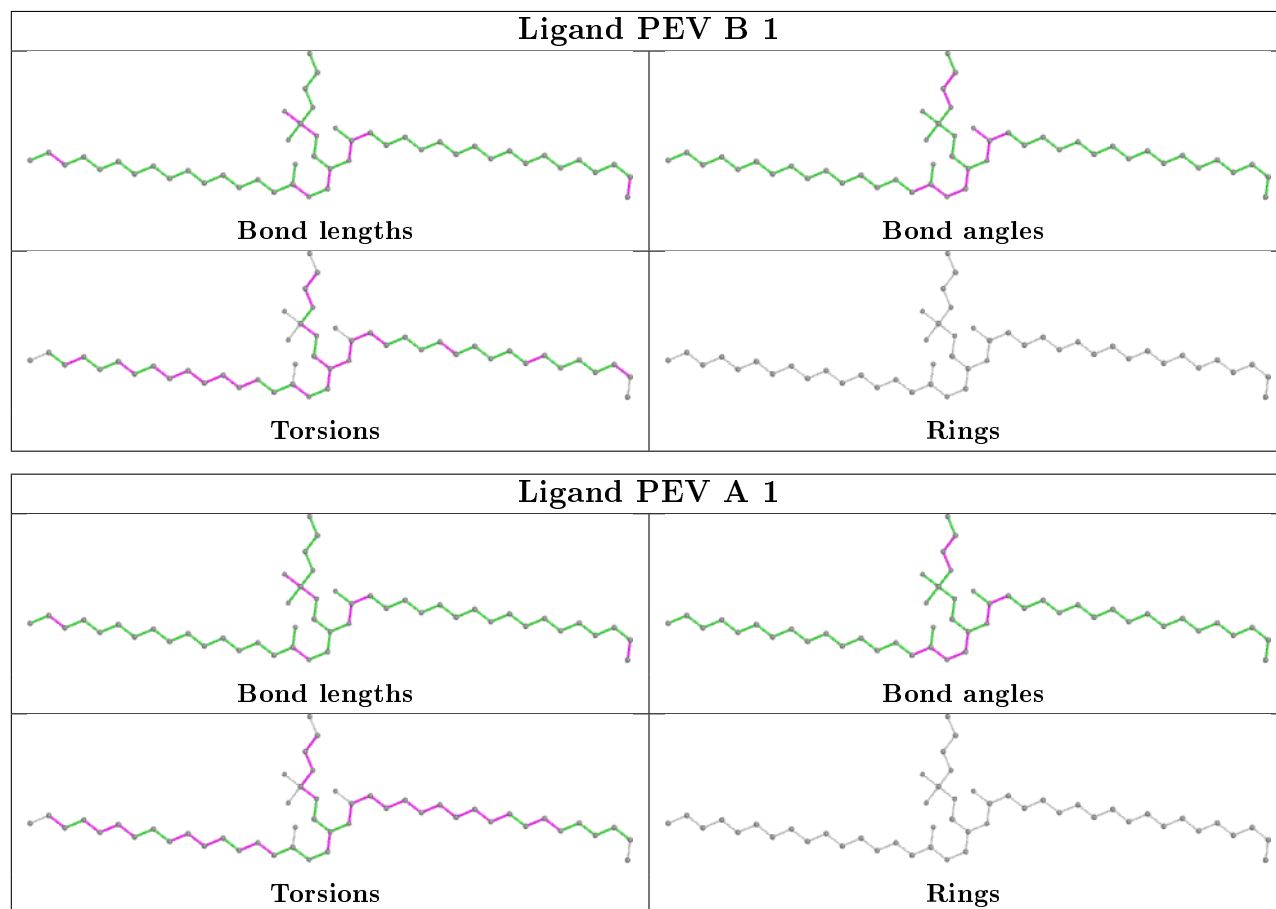 Ligand PEV B 1
Bond lengths
Bond angles
Torsions
Rings
Ligand PEV A 1
Bond lengths
Bond angles
Torsions
Rings